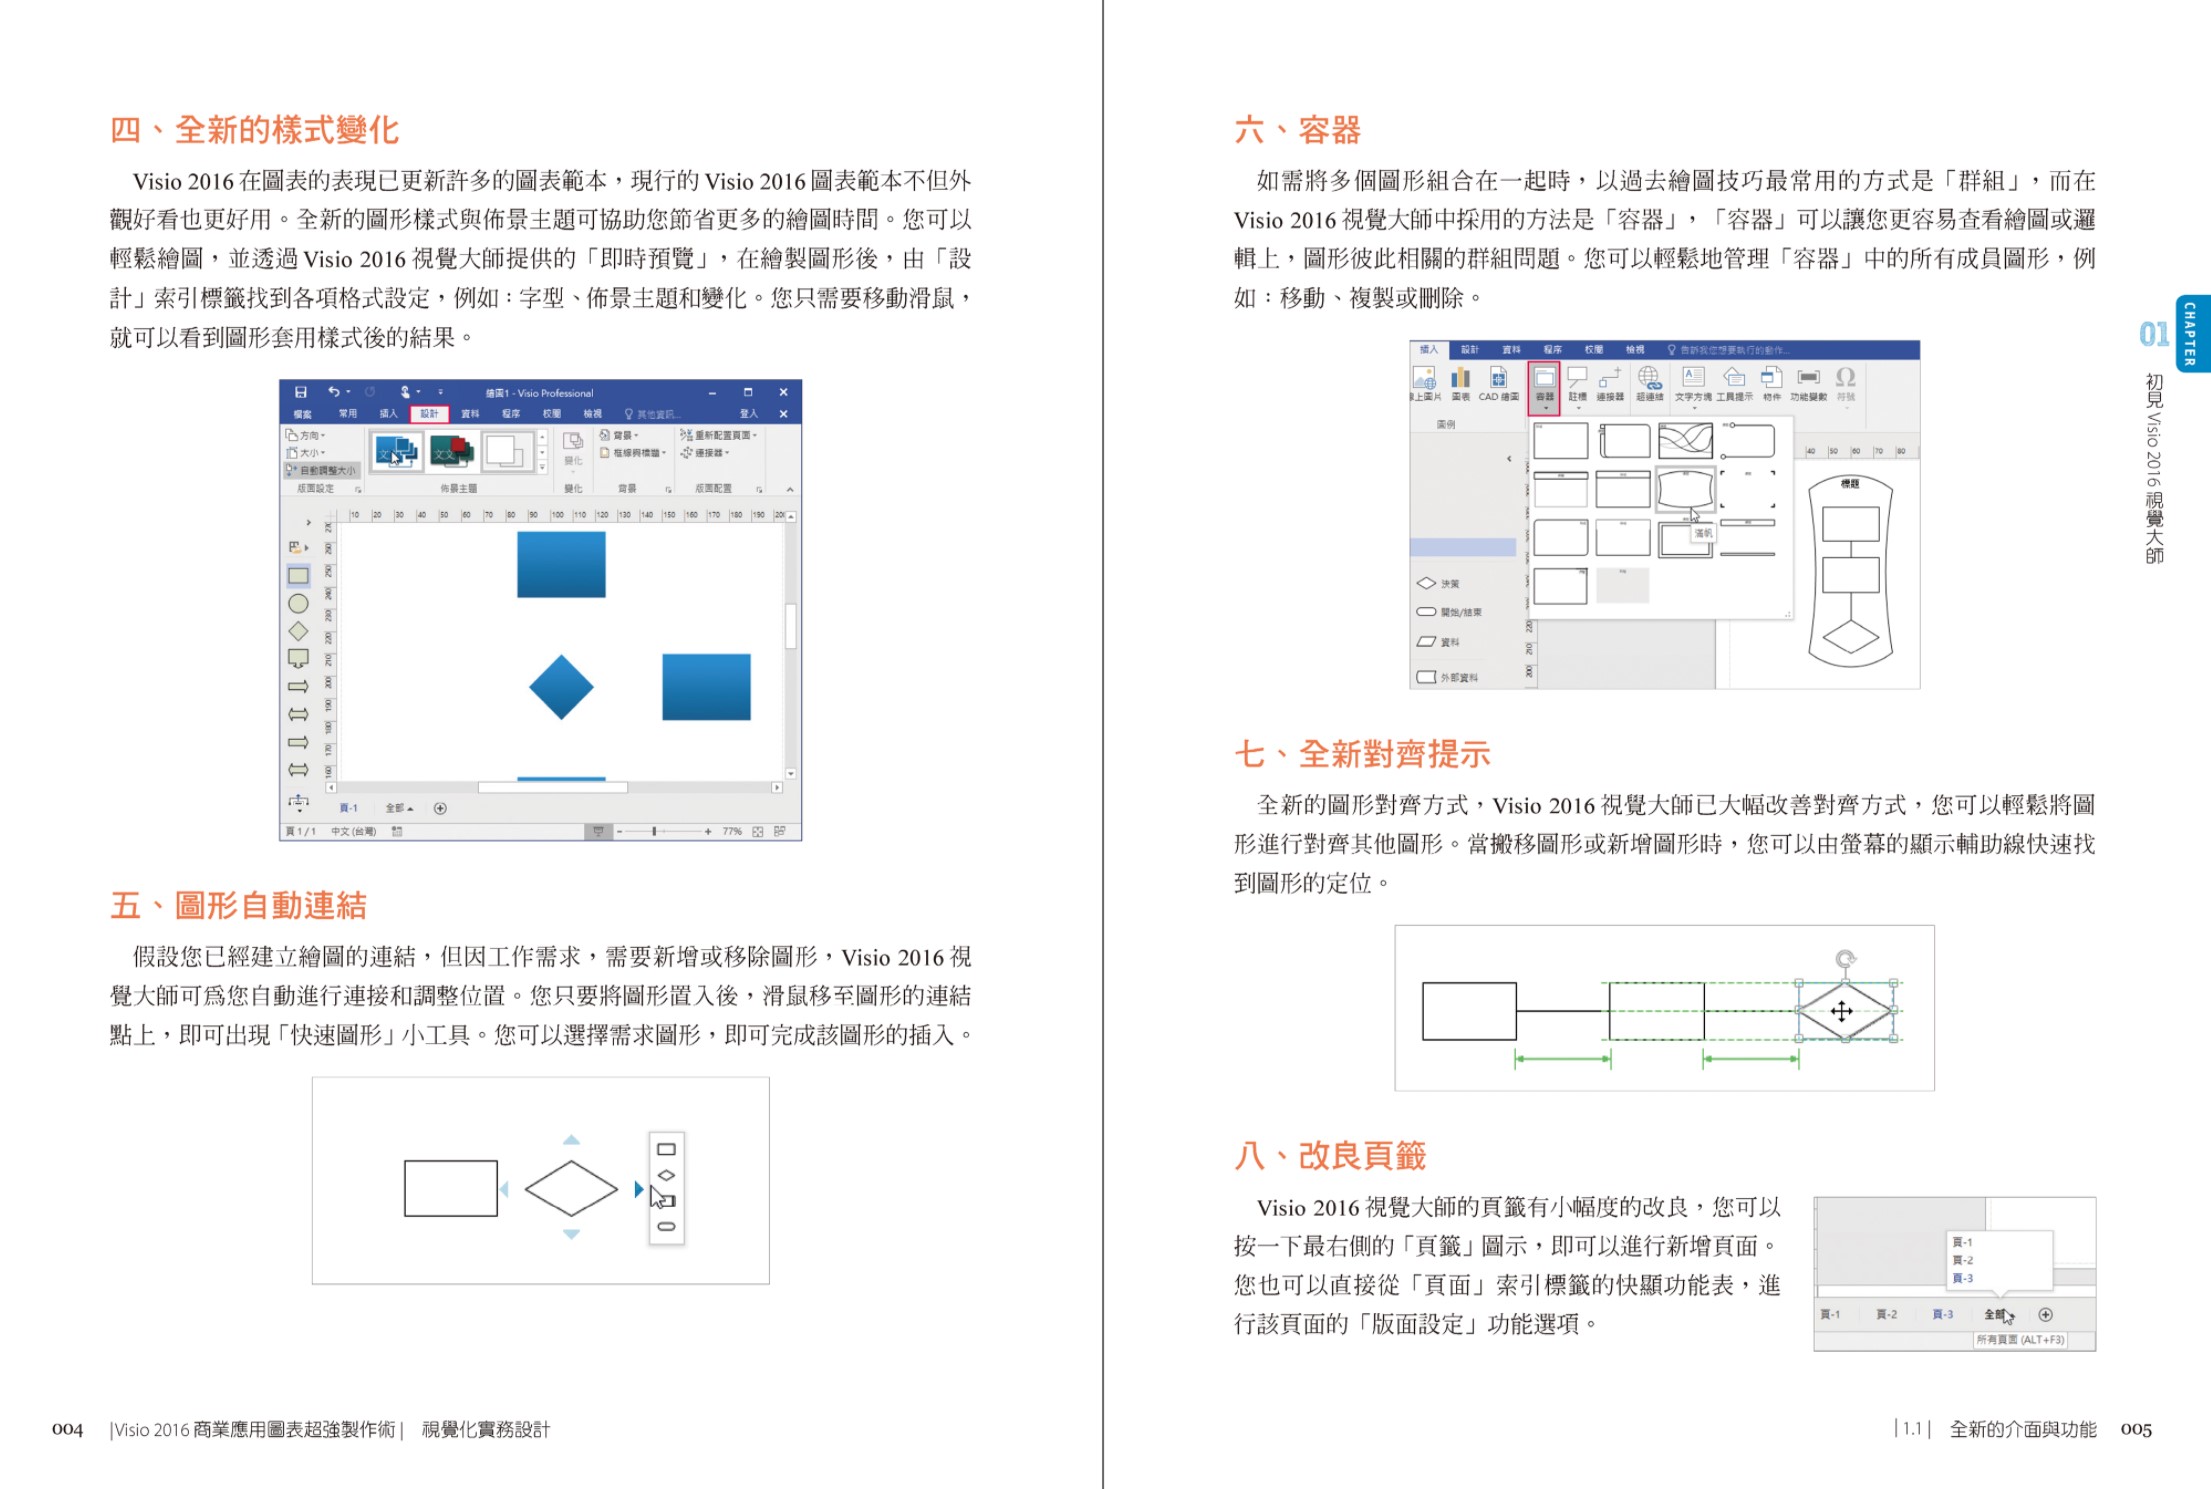 四、全新的樣式變化
Visio 2016 在圖表的表現已更新許多的圖表範本，現行的 Visio 2016 圖表範本不但外
觀好看也更好用。全新的圖形樣式與佈景主題可協助您節省更多的繪圖時間。您可以
輕鬆繪圖，並透過 Visio 2016 視覺大師提供的「即時預覽」，在繪製圖形後，由「設
計」索引標籤找到各項格式設定，例如：字型、佈景主題和變化。您只需要移動滑鼠，
就可以看到圖形套用樣式後的結果。
繪圖1 - Visio Professional
檔案 常用 插入 設計 資料 程序 校閱 檢視 其他資訊... 登入
方向 背景 重新配置頁面
大小 框線與標題 連接器
自動調整大小 變化
版面設定 佈景主題 變化 背景 版面配置
10 20 30 40 50 60 70 80 90 100 110 120 130 140 150 160 170 180 190 200
頁-1 全部
頁 1 / 1 中文 (台灣) 77%
五、圖形自動連結
假設您已經建立繪圖的連結，但因工作需求，需要新增或移除圖形，Visio 2016 視
覺大師可為您自動進行連接和調整位置。您只要將圖形置入後，滑鼠移至圖形的連結
點上，即可出現「快速圖形」小工具。您可以選擇需求圖形，即可完成該圖形的插入。
004 |Visio 2016 商業應用圖表超強製作術| 視覺化實務設計
六、容器
如需將多個圖形組合在一起時，以過去繪圖技巧最常用的方式是「群組」，而在
Visio 2016 視覺大師中採用的方法是「容器」，「容器」可以讓您更容易查看繪圖或邏
輯上，圖形彼此相關的群組問題。您可以輕鬆地管理「容器」中的所有成員圖形，例
如：移動、複製或刪除。
插入 設計 資料 程序 校閱 檢視 告訴我您想要執行的動作...
上圖片 圖表 CAD 繪圖 容器 註標 連接器 超連結 文字方塊 工具提示 物件 功能變數 符號
圖例
40 50 60 70 80
標題
滿帆
決策
開始/結束
資料
外部資料
七、全新對齊提示
全新的圖形對齊方式，Visio 2016 視覺大師已大幅改善對齊方式，您可以輕鬆將圖
形進行對齊其他圖形。當搬移圖形或新增圖形時，您可以由螢幕的顯示輔助線快速找
到圖形的定位。
八、改良頁籤
Visio 2016 視覺大師的頁籤有小幅度的改良，您可以
按一下最右側的「頁籤」圖示，即可以進行新增頁面。
您也可以直接從「頁面」索引標籤的快顯功能表，進
行該頁面的「版面設定」功能選項。
頁-1
頁-2
頁-3
頁-1 頁-2 頁-3 全部
所有頁面 (ALT+F3)
CHAPTER
01
初見 Visio 2016 視覺大師
|1.1| 全新的介面與功能 005